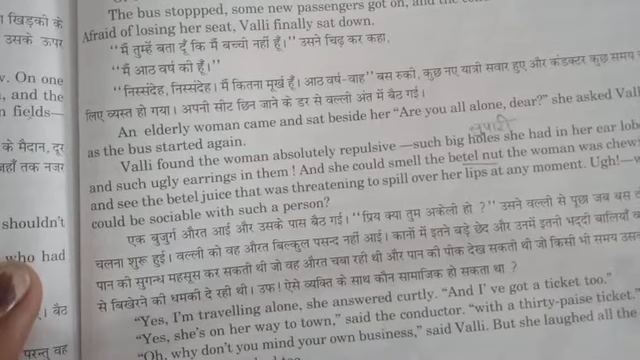 खिड़की के
उसके ऊपर
On one
and the
fields—
के मैदान, दूर
जहाँ तक नजर
shouldn't
who had
बैठ
परन्तु वह
The bus stoppped, some new passengers got on, and the
Afraid of losing her seat, Valli finally sat down.
“मैं तुम्हें बता दूँ कि मैं बच्ची नहीं हूँ।” उसने चिढ़ कर कहा,
“मैं आठ वर्ष की हूँ।”
“निस्संदेह, निस्संदेह। मैं कितना मूर्ख हूँ। आठ वर्ष-वाह” बस रुकी, कुछ नए यात्री सवार हुए और कंडक्टर कुछ समय
लिए व्यस्त हो गया। अपनी सीट छिन जाने के डर से वल्ली अंत में बैठ गई।
An elderly woman came and sat beside her “Are you all alone, dear?” she asked Valli
as the bus started again.
सुपारी
Valli found the woman absolutely repulsive —such big holes she had in her ear
and such ugly earrings in them ! And she could smell the betel nut the woman was
and see the betel juice that was threatening to spill over her lips at any moment. Ugh!—
could be sociable with such a person?
एक बुजुर्ग औरत आई और उसके पास बैठ गई। “प्रिय क्या तुम अकेली हो ?” उसने वल्ली से पूछा जब बस
चलना शुरू हुई। वल्ली को वह औरत बिल्कुल पसन्द नहीं आई। कानों में इतने बड़े छेद और उनमें इतनी भद्दी बालियाँ
पान की सुगन्ध महसूस कर सकती थी जो वह औरत चबा रही थी और पान की पीक देख सकती थी जो किसी भी समय
से बिखेरने की धमकी दे रही थी। उफ! ऐसे व्यक्ति के साथ कौन सामाजिक हो सकता था ?
“Yes, I'm travelling alone, she answered curtly. “And I' ve got a ticket too.”
“Yes, she's on her way to town,” said the conductor. “with a thirty-paise ticket.”
“Oh, why don't you mind your own business,” said Valli. But she laughed all the